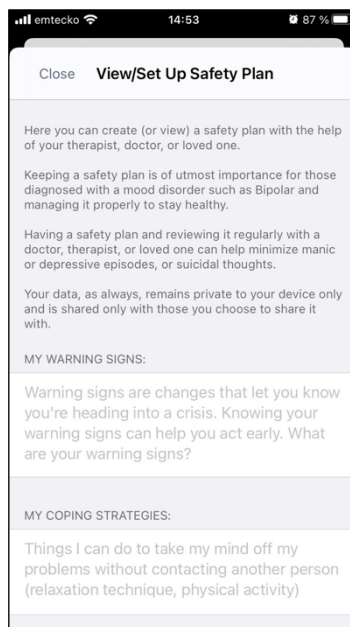 emtecko 14:53 87 %
Close View/Set Up Safety Plan
Here you can create (or view) a safety plan with the help
of your therapist, doctor, or loved one.
Keeping a safety plan is of utmost importance for those
diagnosed with a mood disorder such as Bipolar and
managing it properly to stay healthy.
Having a safety plan and reviewing it regularly with a
doctor, therapist, or loved one can help minimize manic
or depressive episodes, or suicidal thoughts.
Your data, as always, remains private to your device only
and is shared only with those you choose to share it
with.
MY WARNING SIGNS:
Warning signs are changes that let you know
you're heading into a crisis. Knowing your
warning signs can help you act early. What
are your warning signs?
MY COPING STRATEGIES:
Things I can do to take my mind off my
problems without contacting another person
(relaxation technique, physical activity)